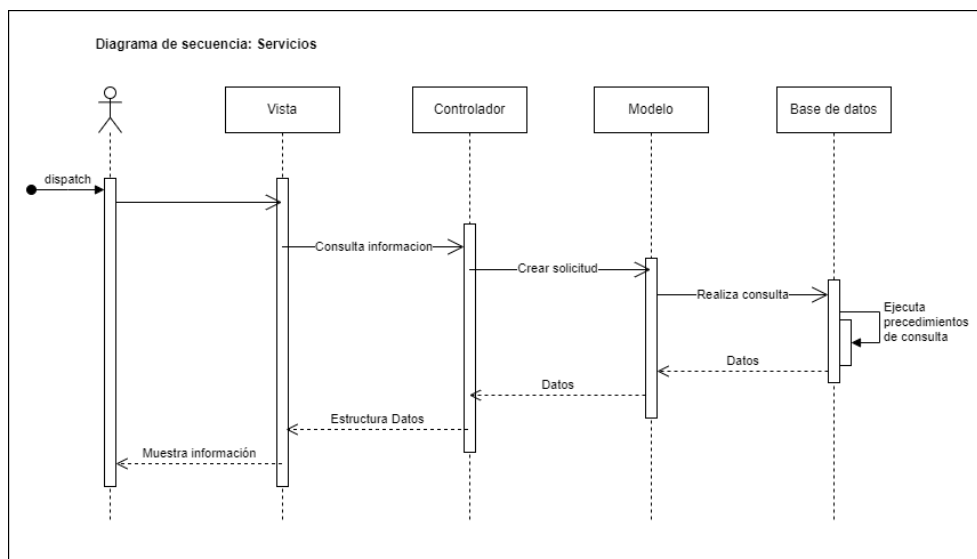 Diagrama de secuencia: Servicios
Vista
Controlador
Modelo
Base de datos
dispatch
Consulta informacion
Crear solicitud
Realiza consulta
Ejecuta
precedimientos
de consulta
Datos
Datos
Estructura Datos
Muestra información